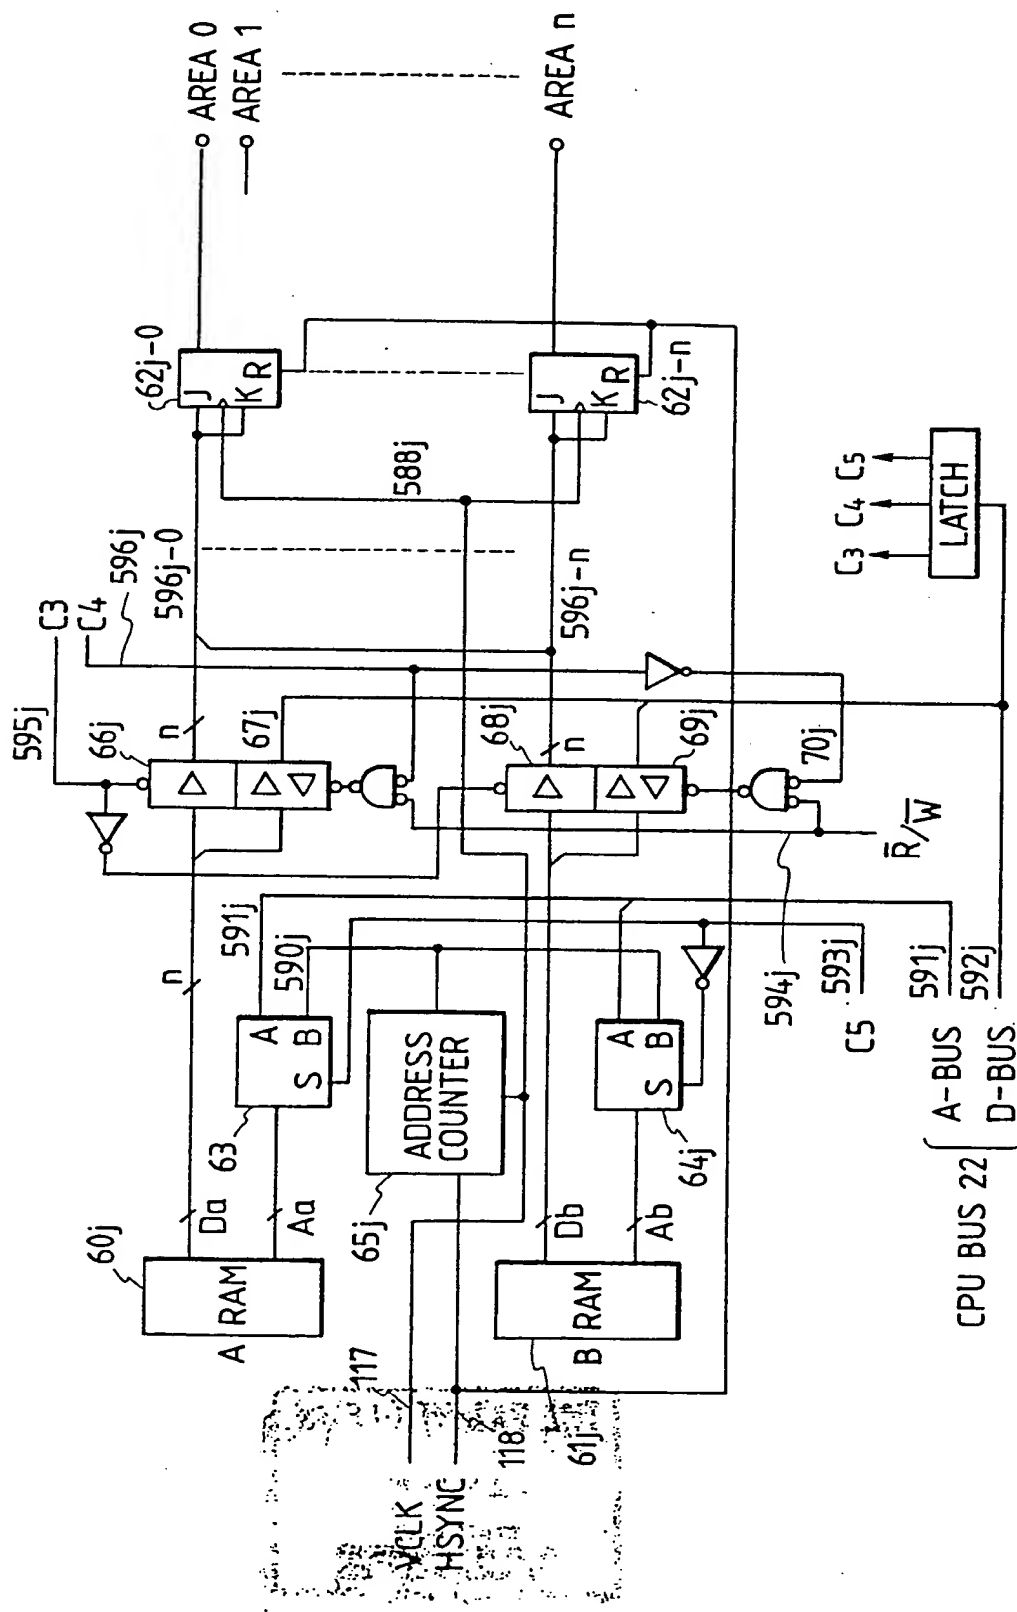 AREA 0
AREA 1
AREA n
62j-0
J
K
R
62j-n
J
K
R
588j
C3
C4
596j
596j-0
596j-n
595j
66j
n
67j
68j
n
69j
70j
R̅/W̅
C3 C4 C5
LATCH
n
591j
590j
A
B
S
63
ADDRESS
COUNTER
65j
A
B
S
64j
594j
593j
C5
591j
592j
CPU BUS 22
A-BUS
D-BUS
60j
Da
Aa
RAM
A
Db
Ab
RAM
B
61j
117
118
VCLK
HSYNC